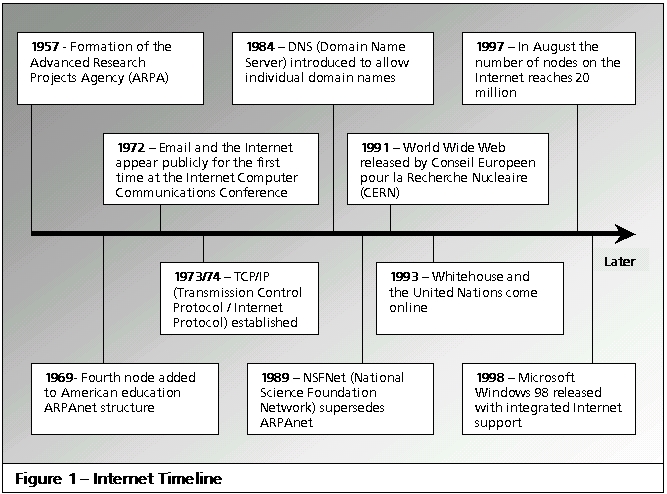 1957 - Formation of the
Advanced Research
Projects Agency (ARPA)
1984 – DNS (Domain Name
Server) introduced to allow
individual domain names
1997 – In August the
number of nodes on the
Internet reaches 20
million
1972 – Email and the Internet
appear publicly for the first
time at the Internet Computer
Communications Conference
1991 – World Wide Web
released by Conseil Europeen
pour la Recherche Nucleaire
(CERN)
Later
1973/74 – TCP/IP
(Transmission Control
Protocol / Internet
Protocol) established
1993 – Whitehouse and
the United Nations come
online
1969- Fourth node added
to American education
ARPAnet structure
1989 – NSFNet (National
Science Foundation
Network) supersedes
ARPAnet
1998 – Microsoft
Windows 98 released
with integrated Internet
support
Figure 1 – Internet Timeline